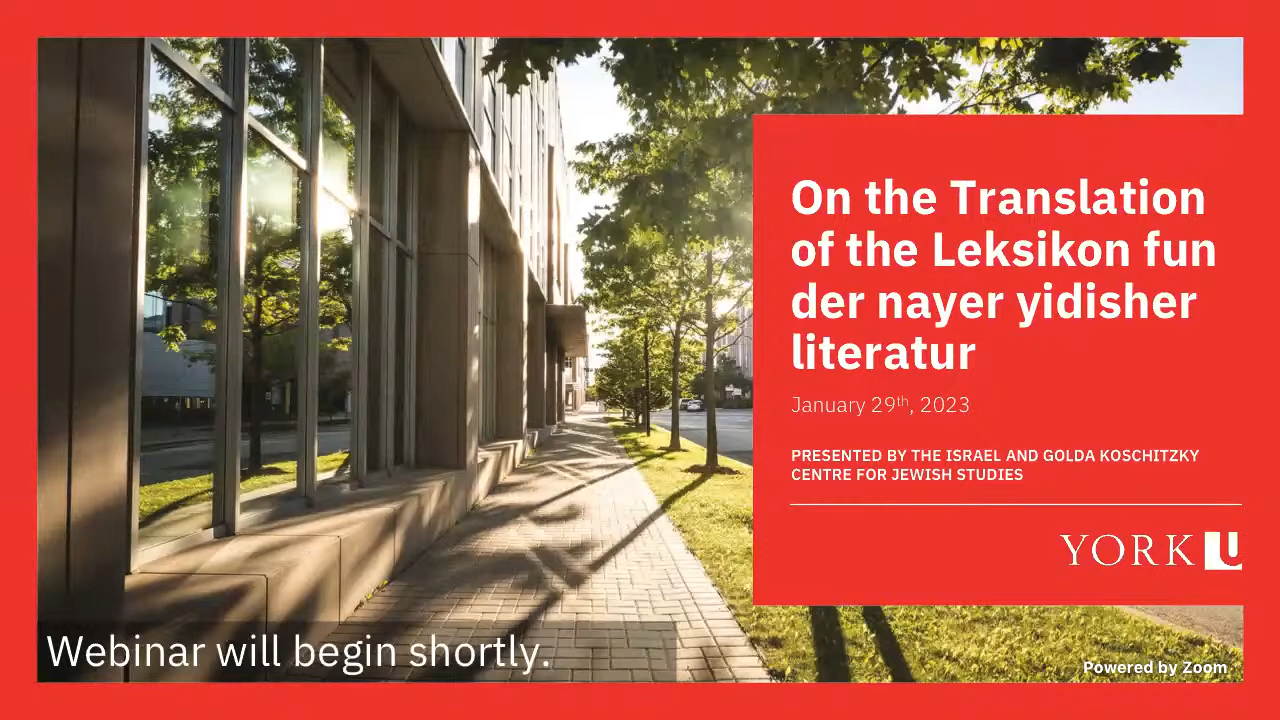 On the Translation
of the Leksikon fun
der nayer yidisher
literatur
January 29th, 2023
PRESENTED BY THE ISRAEL AND GOLDA KOSCHITZKY
CENTRE FOR JEWISH STUDIES
YORK U
Webinar will begin shortly.
Powered by Zoom